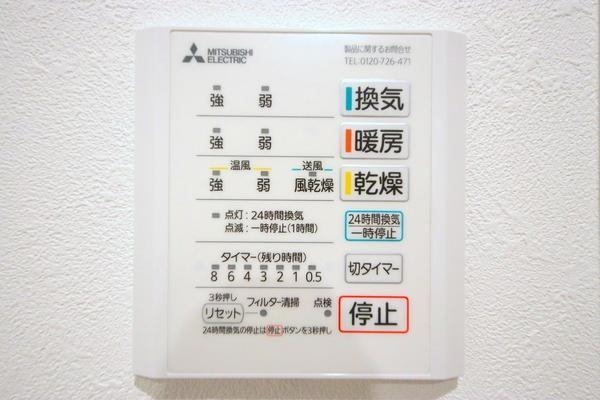 MITSUBISHI ELECTRIC
製品に関するお問合せ
TEL.0120-726-471
強 弱 換気
強 弱 暖房
温風 送風
強 弱 風乾燥 乾燥
点灯:24時間換気
点滅:一時停止(1時間)
24時間換気
一時停止
タイマー(残り時間)
8 6 4 3 2 1 0.5
切タイマー
3秒押し
リセット フィルター清掃 点検
停止
24時間換気の停止は停止ボタンを3秒押し